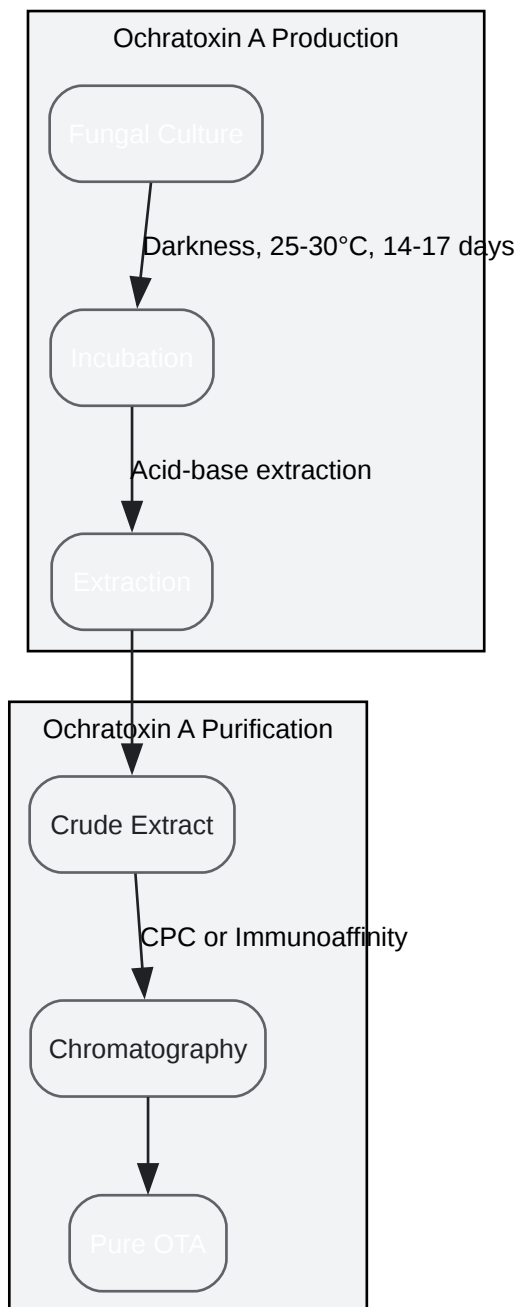 Ochratoxin A Production
Fungal Culture
Darkness, 25-30°C, 14-17 days
Incubation
Acid-base extraction
Extraction
Ochratoxin A Purification
Crude Extract
CPC or Immunoaffinity
Chromatography
Pure OTA